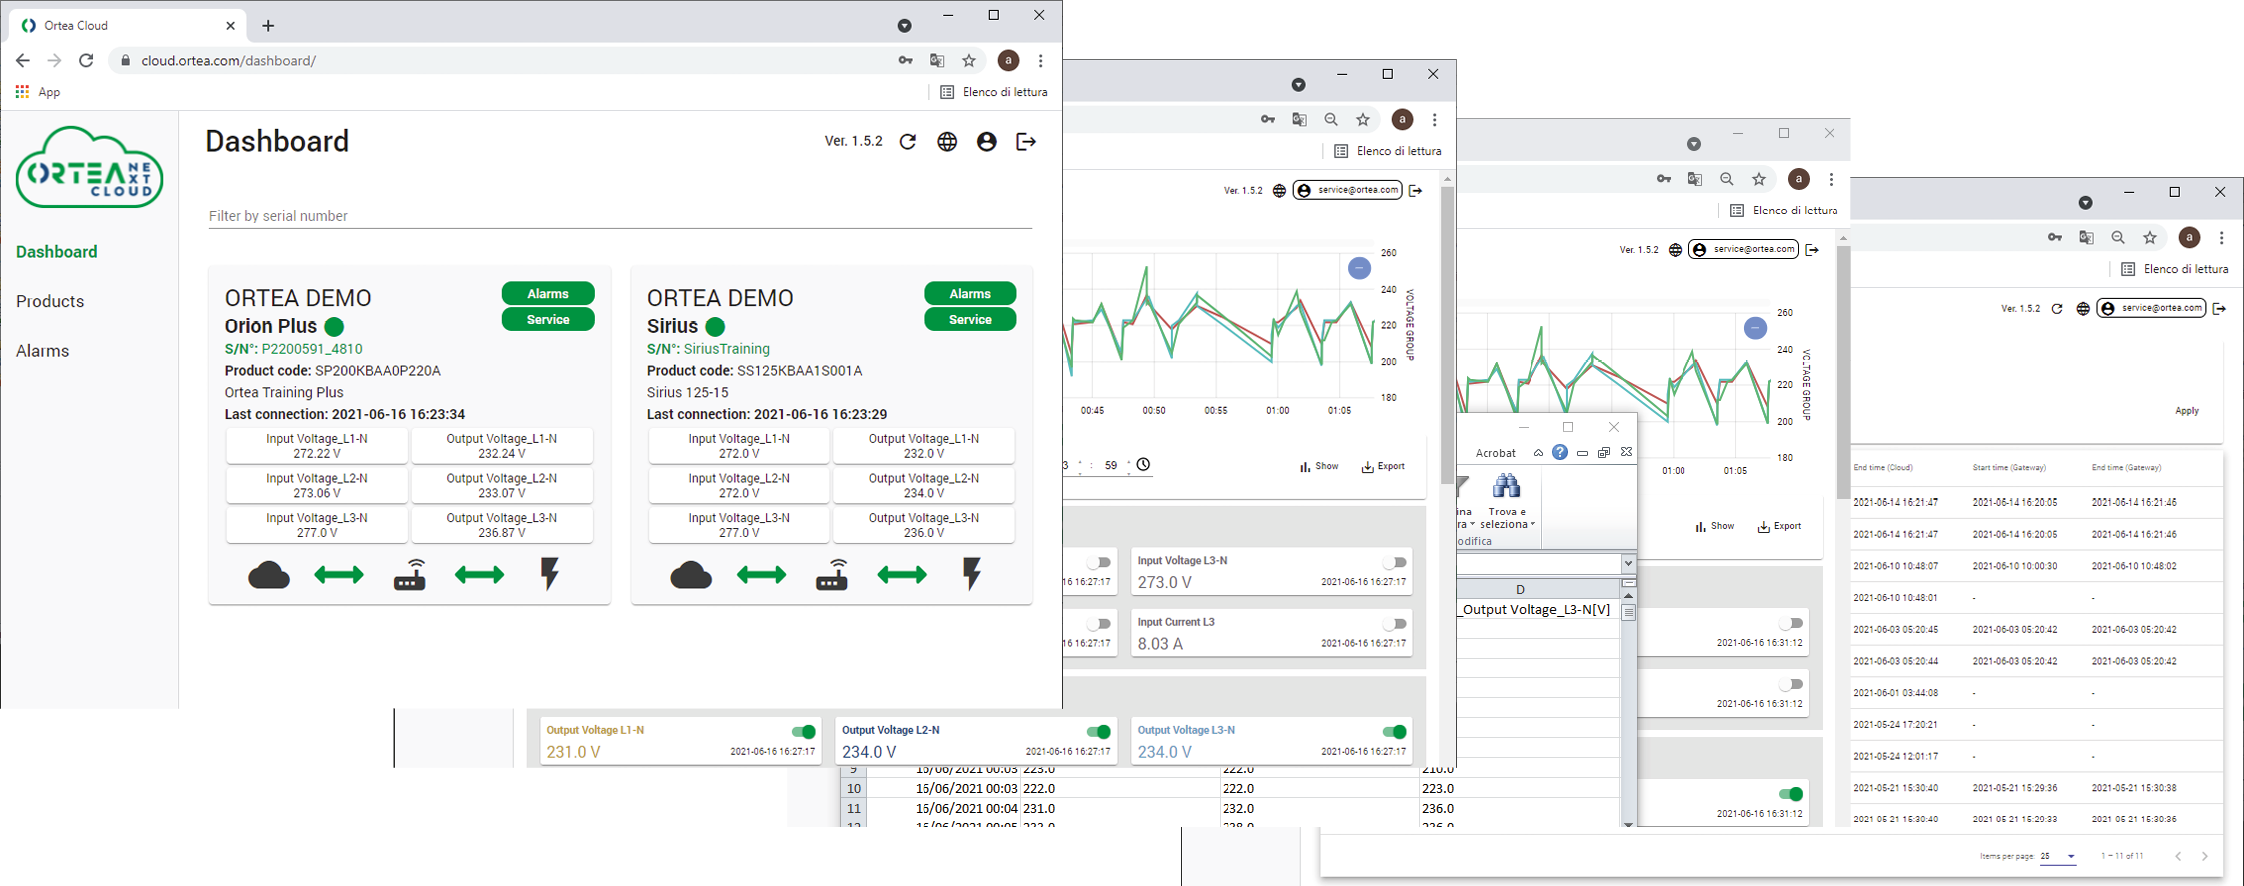 Ortea Cloud
cloud.ortea.com/dashboard/
App
Elenco di lettura
ORTEA NE
XT
CLOUD
Dashboard
Products
Alarms
Dashboard
Ver. 1.5.2
Filter by serial number
ORTEA DEMO
Orion Plus
Alarms
Service
S/N°: P2200591_4810
Product code: SP200KBAA0P220A
Ortea Training Plus
Last connection: 2021-06-16 16:23:34
Input Voltage_L1-N
272.22 V
Output Voltage_L1-N
232.24 V
Input Voltage_L2-N
273.06 V
Output Voltage_L2-N
233.07 V
Input Voltage_L3-N
277.0 V
Output Voltage_L3-N
236.87 V
ORTEA DEMO
Sirius
Alarms
Service
S/N°: SiriusTraining
Product code: SS125KBAA1S001A
Sirius 125-15
Last connection: 2021-06-16 16:23:29
Input Voltage_L1-N
272.0 V
Output Voltage_L1-N
232.0 V
Input Voltage_L2-N
272.0 V
Output Voltage_L2-N
234.0 V
Input Voltage_L3-N
277.0 V
Output Voltage_L3-N
236.0 V
a
Elenco di lettura
Ver. 1.5.2
service@ortea.com
260
240
220
200
180
VOLTAGE GROUP
00:45 00:50 00:55 01:00 01:05
3 : 59
Show
Export
16 16:27:17
Input Voltage L3-N
273.0 V
2021-06-16 16:27:17
16 16:27:17
Input Current L3
8.03 A
2021-06-16 16:27:17
Output Voltage L1-N
231.0 V
2021-06-16 16:27:17
Output Voltage L2-N
234.0 V
2021-06-16 16:27:17
Output Voltage L3-N
234.0 V
2021-06-16 16:27:17
9 16/06/2021 00:03 223.0 222.0 210.0
10 16/06/2021 00:03 222.0 222.0 223.0
11 16/06/2021 00:04 231.0 232.0 236.0
a
Elenco di lettura
Ver. 1.5.2
service@ortea.com
260
240
220
200
180
VOLTAGE GROUP
01:00 01:05
Acrobat
ina
Trova e
ra seleziona
odifica
D
_Output Voltage_L3-N[V]
Show
Export
2021-06-16 16:31:12
2021-06-16 16:31:12
2021-06-16 16:31:12
a
Elenco di lettura
Ver. 1.5.2
service@ortea.com
Apply
End time (Cloud) Start time (Gateway) End time (Gateway)
2021-06-14 16:21:47 2021-06-14 16:20:05 2021-06-14 16:21:46
2021-06-14 16:21:47 2021-06-14 16:20:05 2021-06-14 16:21:46
2021-06-10 10:48:07 2021-06-10 10:00:30 2021-06-10 10:48:02
2021-06-10 10:48:01 - -
2021-06-03 05:20:45 2021-06-03 05:20:42 2021-06-03 05:20:42
2021-06-03 05:20:44 2021-06-03 05:20:42 2021-06-03 05:20:42
2021-06-01 03:44:08 - -
2021-05-24 17:20:21 - -
2021-05-24 12:01:17 - -
2021-05-21 15:30:40 2021-05-21 15:29:36 2021-05-21 15:30:38
2021-05-21 15:30:40 2021-05-21 15:29:33 2021-05-21 15:30:36
Items per page: 25
1 – 11 of 11